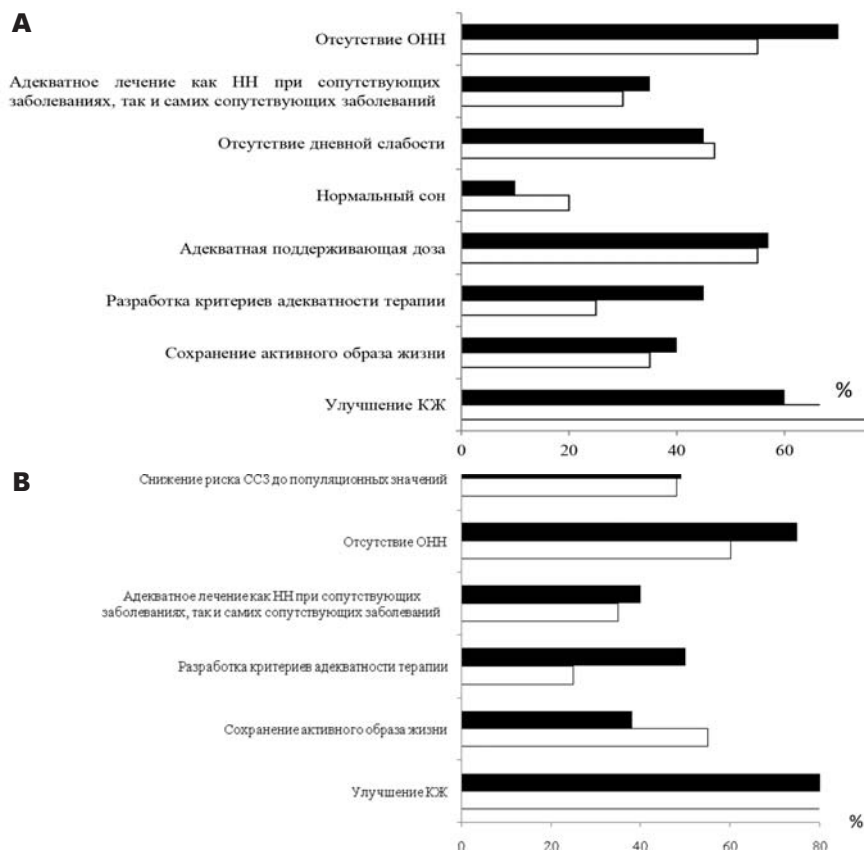 A
Отсутствие ОНН
Адекватное лечение как НН при сопутствующих
заболеваниях, так и самих сопутствующих заболеваний
Отсутствие дневной слабости
Нормальный сон
Адекватная поддерживающая доза
Разработка критериев адекватности терапии
Сохранение активного образа жизни
Улучшение КЖ
%
0 20 40 60
B
Снижение риска ССЗ до популяционных значений
Отсутствие ОНН
Адекватное лечение как НН при сопутствующих
заболеваниях, так и самих сопутствующих заболеваний
Разработка критериев адекватности терапии
Сохранение активного образа жизни
Улучшение КЖ
%
0 20 40 60 80